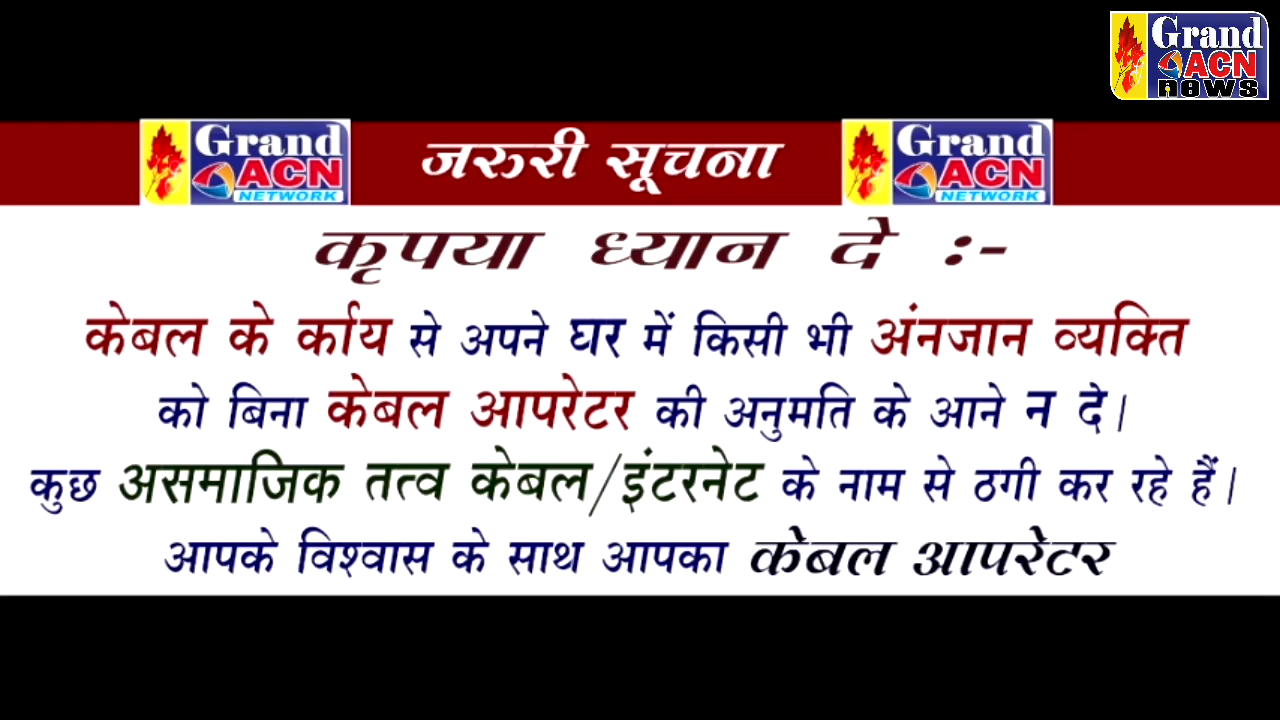 Grand
ACN
news
Grand
ACN
NETWORK
जरुरी सूचना
Grand
ACN
NETWORK
कृपया ध्यान दे :-
केबल के र्काय से अपने घर में किसी भी अंनजान व्यक्ति
को बिना केबल आपरेटर की अनुमति के आने न दे।
कुछ असमाजिक तत्व केबल/इंटरनेट के नाम से ठगी कर रहे हैं।
आपके विश्वास के साथ आपका केबल आपरेटर